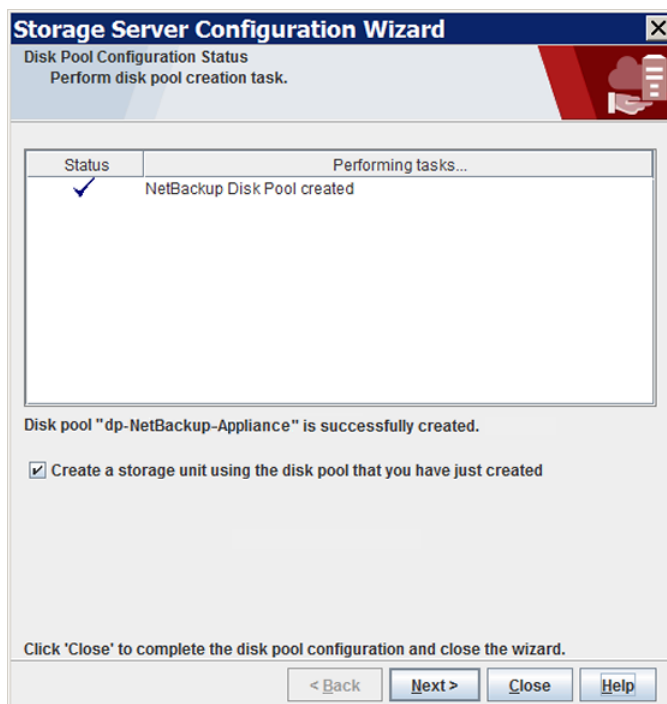 Storage Server Configuration Wizard
Disk Pool Configuration Status
Perform disk pool creation task.
Status Performing tasks...
NetBackup Disk Pool created
Disk pool "dp-NetBackup-Appliance" is successfully created.
Create a storage unit using the disk pool that you have just created
Click 'Close' to complete the disk pool configuration and close the wizard.
< Back Next > Close Help